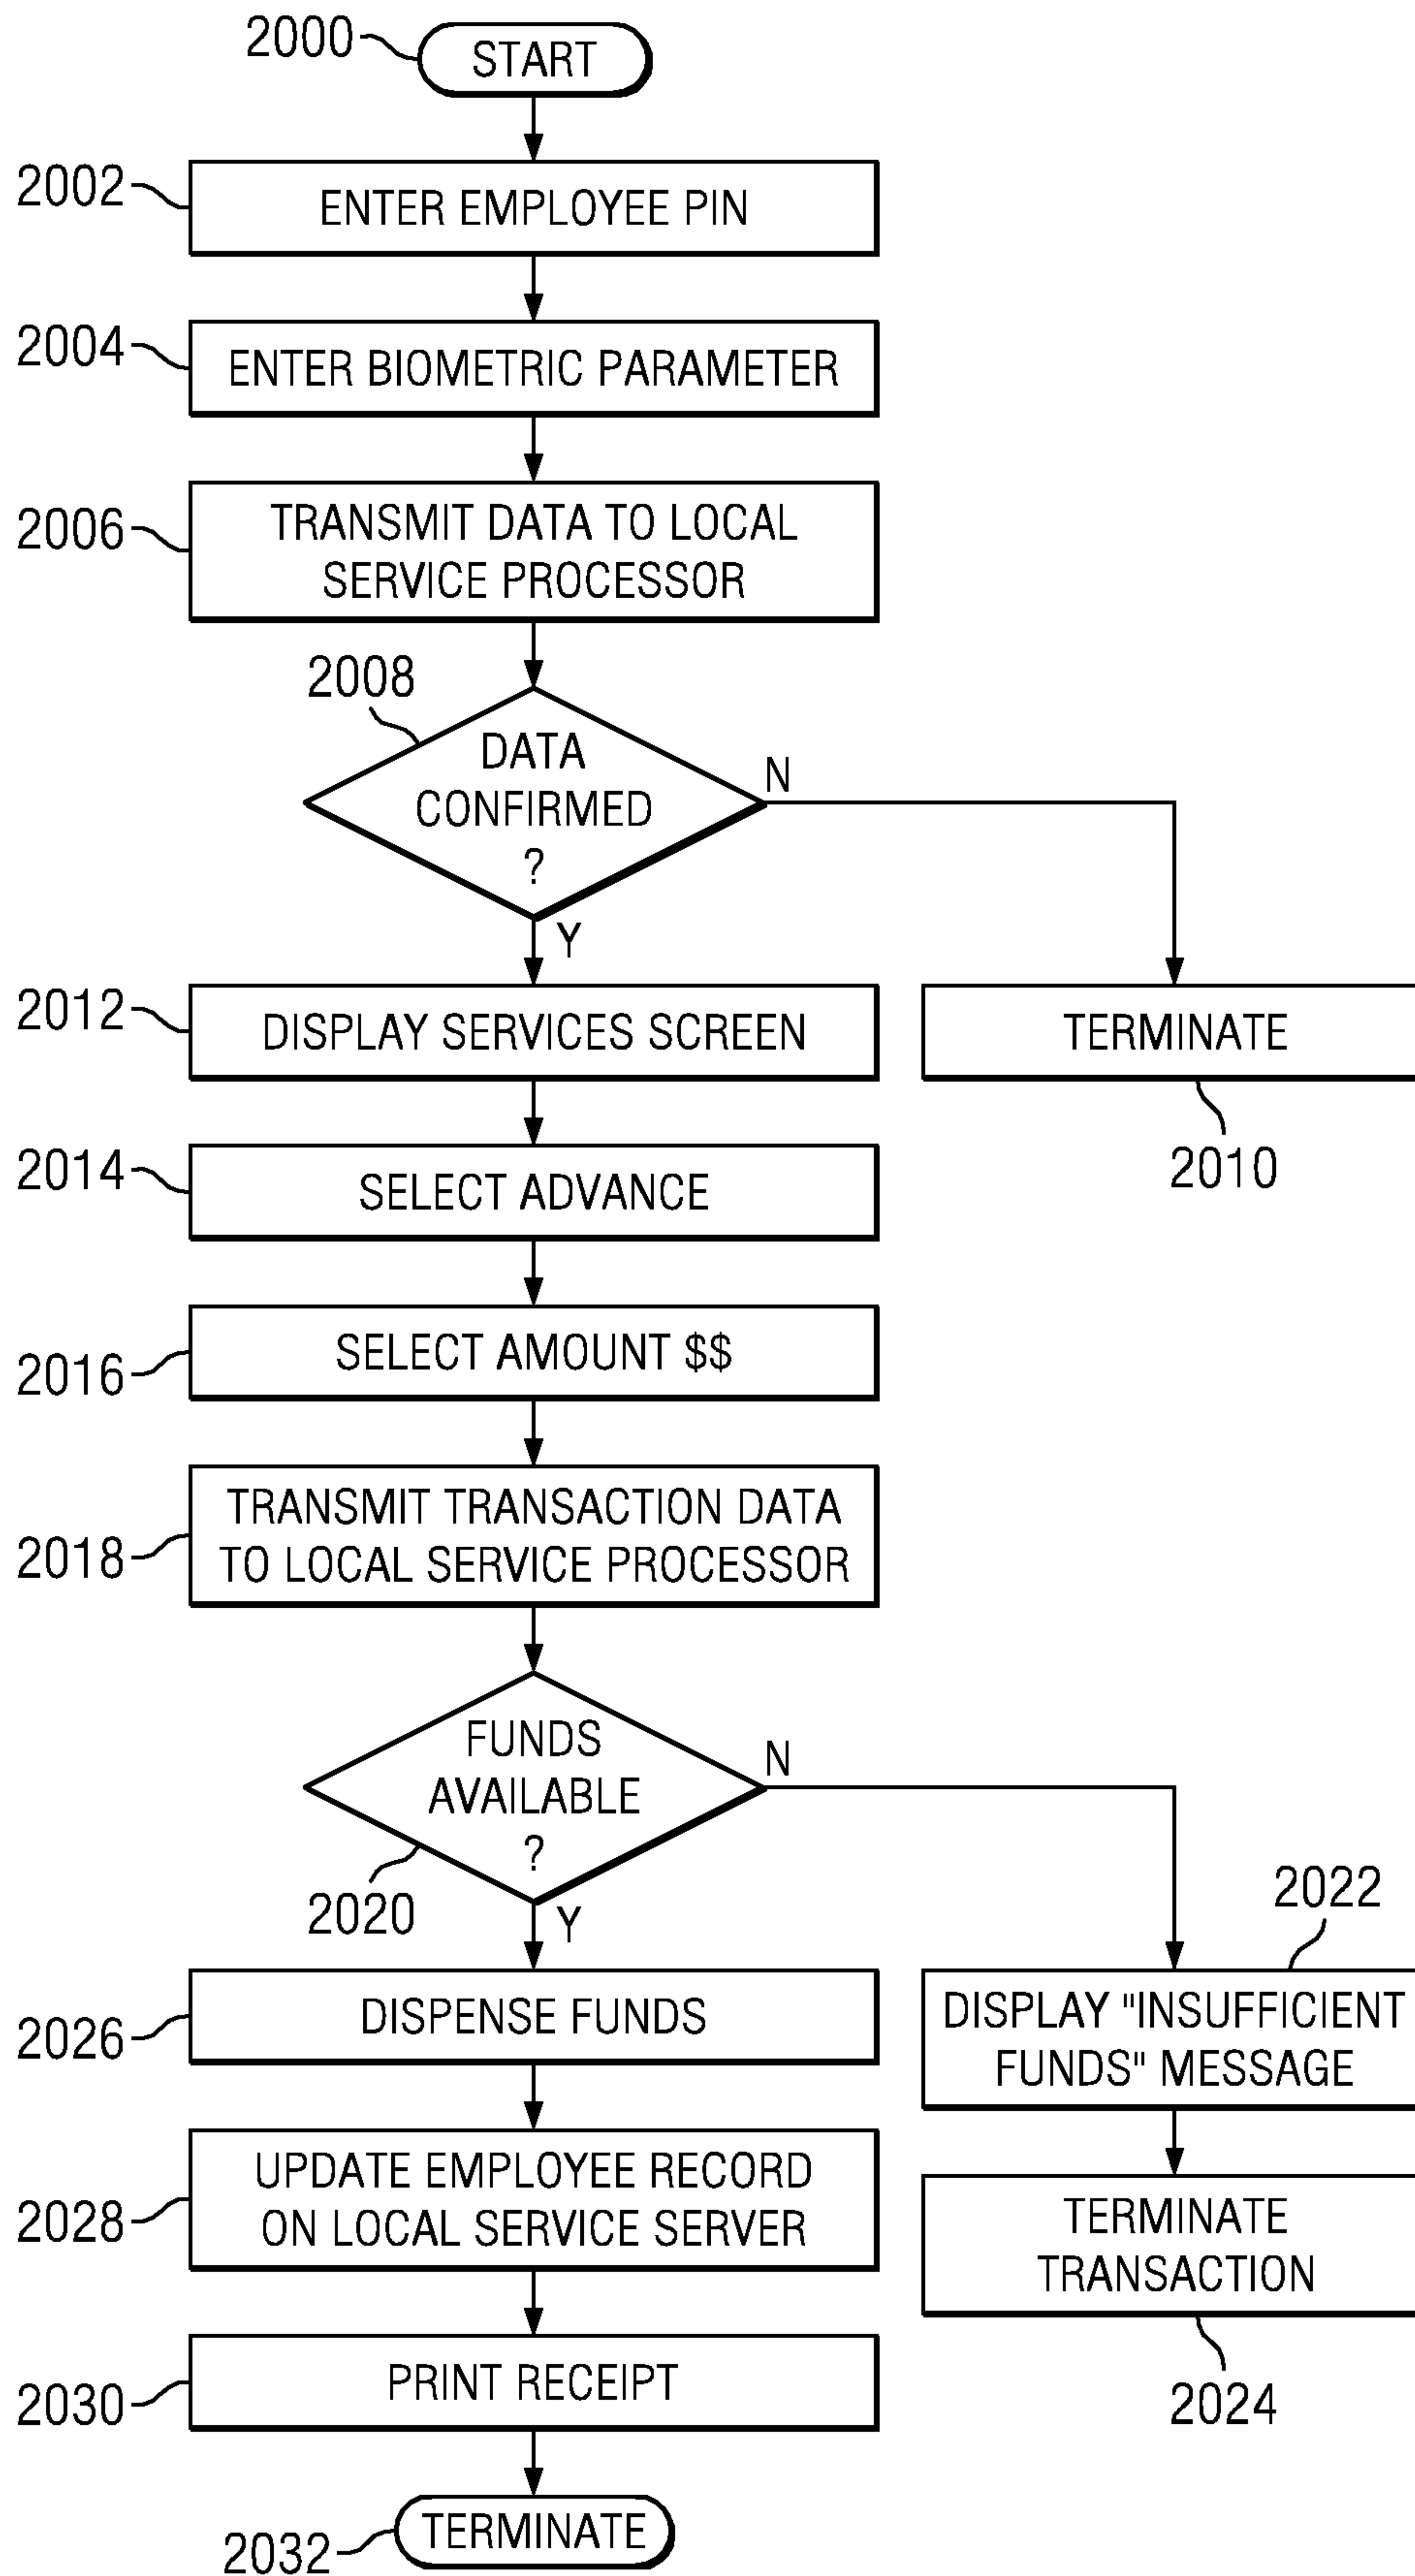 2000
START
2002
ENTER EMPLOYEE PIN
2004
ENTER BIOMETRIC PARAMETER
2006
TRANSMIT DATA TO LOCAL
SERVICE PROCESSOR
2008
DATA
CONFIRMED
?
N
Y
2012
DISPLAY SERVICES SCREEN
TERMINATE
2010
2014
SELECT ADVANCE
2016
SELECT AMOUNT $$
2018
TRANSMIT TRANSACTION DATA
TO LOCAL SERVICE PROCESSOR
FUNDS
AVAILABLE
?
N
2020
Y
2022
2026
DISPENSE FUNDS
DISPLAY "INSUFFICIENT
FUNDS" MESSAGE
2028
UPDATE EMPLOYEE RECORD
ON LOCAL SERVICE SERVER
TERMINATE
TRANSACTION
2024
2030
PRINT RECEIPT
2032
TERMINATE